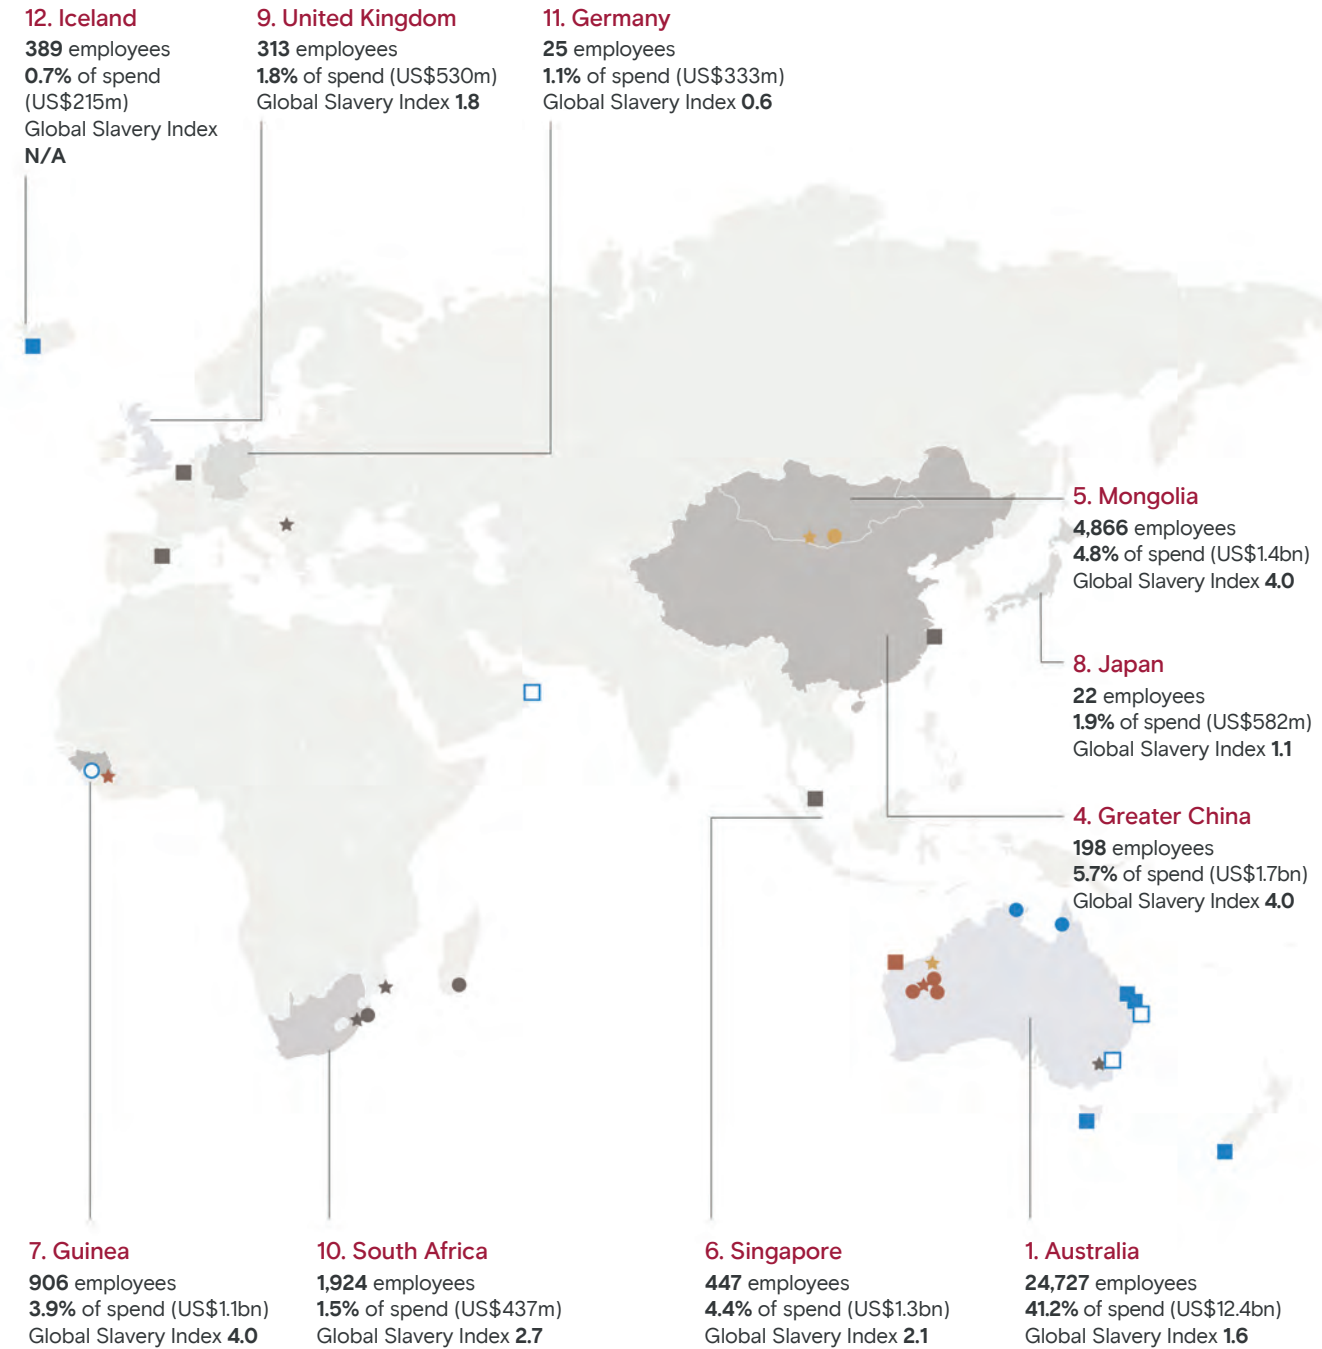 12. Iceland
389 employees
0.7% of spend
(US$215m)
Global Slavery Index
N/A
9. United Kingdom
313 employees
1.8% of spend (US$530m)
Global Slavery Index 1.8
11. Germany
25 employees
1.1% of spend (US$333m)
Global Slavery Index 0.6
5. Mongolia
4,866 employees
4.8% of spend (US$1.4bn)
Global Slavery Index 4.0
8. Japan
22 employees
1.9% of spend (US$582m)
Global Slavery Index 1.1
4. Greater China
198 employees
5.7% of spend (US$1.7bn)
Global Slavery Index 4.0
7. Guinea
906 employees
3.9% of spend (US$1.1bn)
Global Slavery Index 4.0
10. South Africa
1,924 employees
1.5% of spend (US$437m)
Global Slavery Index 2.7
6. Singapore
447 employees
4.4% of spend (US$1.3bn)
Global Slavery Index 2.1
1. Australia
24,727 employees
41.2% of spend (US$12.4bn)
Global Slavery Index 1.6